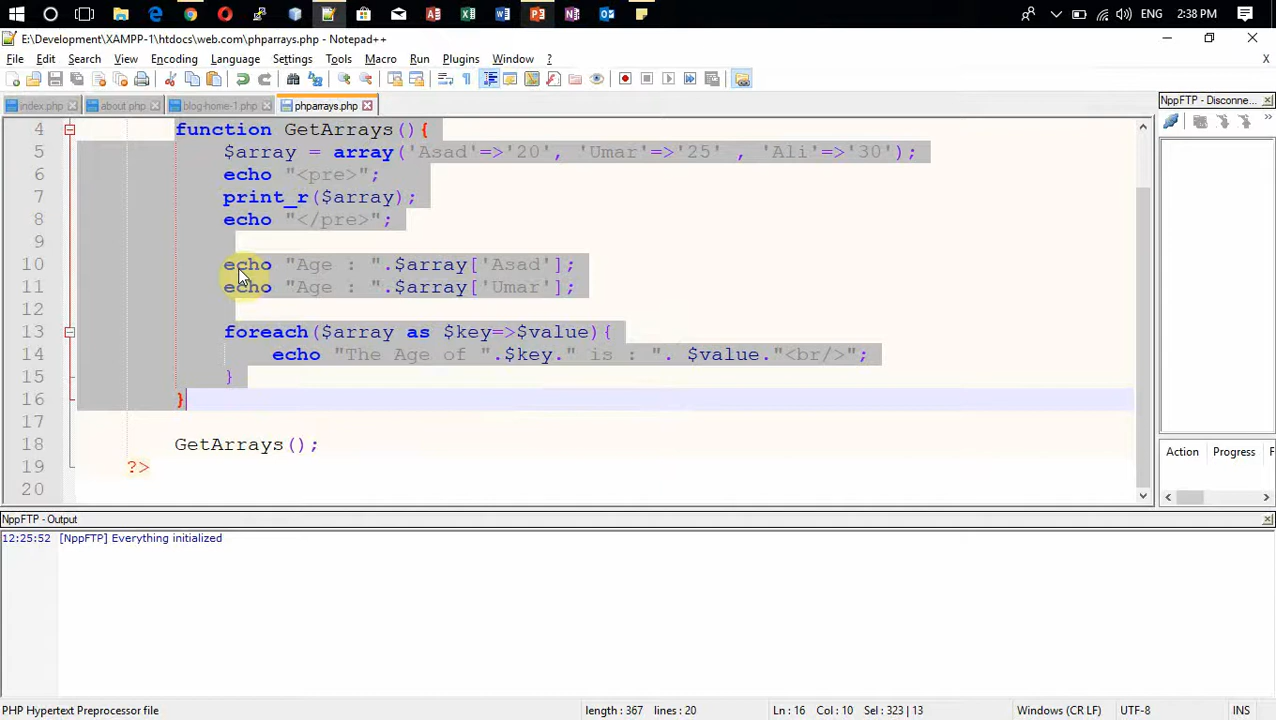 ENG
2:38 PM
E:\Development\XAMPP-1\htdocs\web.com\phparrays.php - Notepad++
File Edit Search View Encoding Language Settings Tools Macro Run Plugins Window ?
X
index.php about.php blog-home-1.php phparrays.php
NppFTP - Disconne...
4 function GetArrays(){
5 $array = array('Asad'=>'20', 'Umar'=>'25' , 'Ali'=>'30');
6 echo "<pre>";
7 print_r($array);
8 echo "</pre>";
9
10 echo "Age : ".$array['Asad'];
11 echo "Age : ".$array['Umar'];
12
13 foreach($array as $key=>$value){
14 echo "The Age of ".$key." is : ". $value."<br/>";
15 }
16 }
17
18 GetArrays();
19 ?>
20
Action Progress F
NppFTP - Output
12:25:52 [NppFTP] Everything initialized
PHP Hypertext Preprocessor file
length : 367 lines : 20
Ln : 16 Col : 10 Sel : 323 | 13
Windows (CR LF)
UTF-8
INS